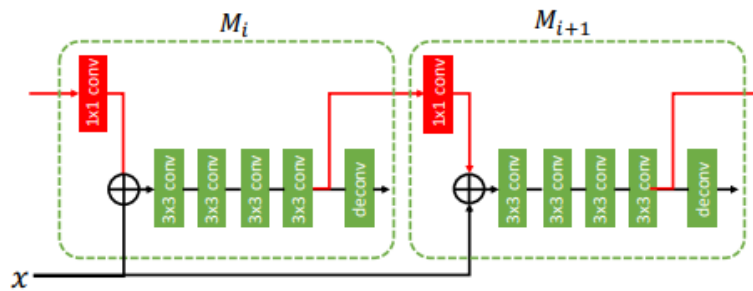 M_i
M_{i+1}
1x1 conv
1x1 conv
3x3 conv
3x3 conv
3x3 conv
3x3 conv
deconv
3x3 conv
3x3 conv
3x3 conv
3x3 conv
deconv
x